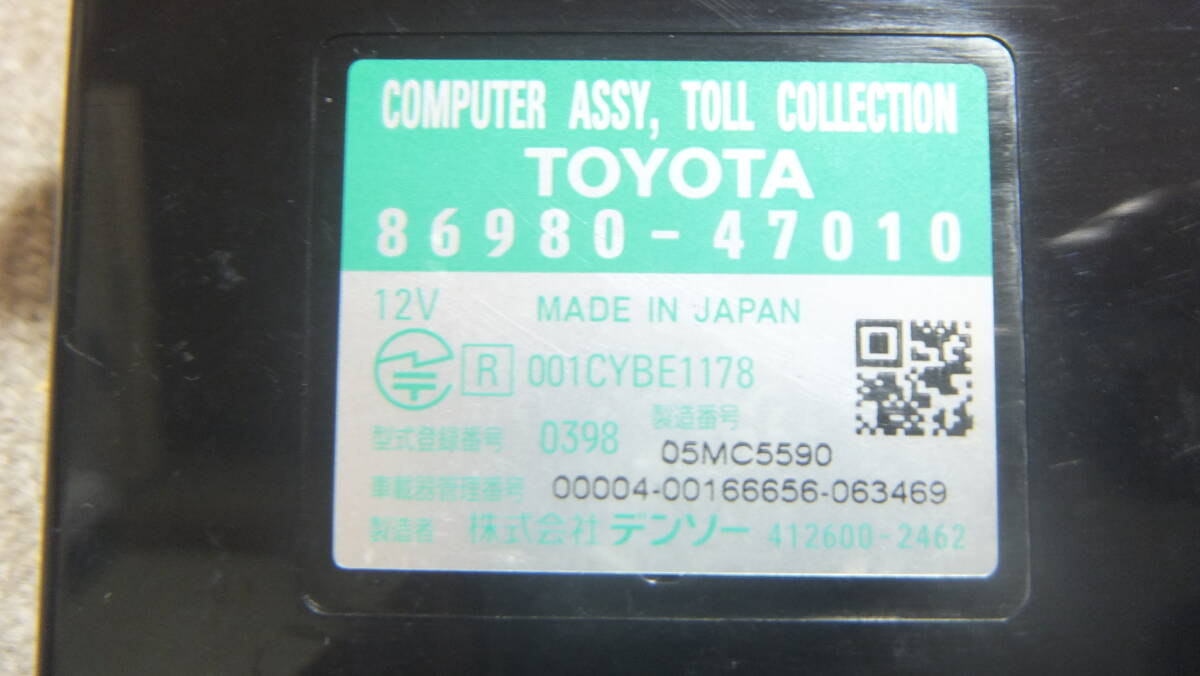 COMPUTER ASSY, TOLL COLLECTION
TOYOTA
86980-47010
12V MADE IN JAPAN
R 001CYBE1178
型式登録番号 0398 製造番号 05MC5590
車載器管理番号 00004-00166656-063469
製造者 株式会社 デンソー 412600-2462